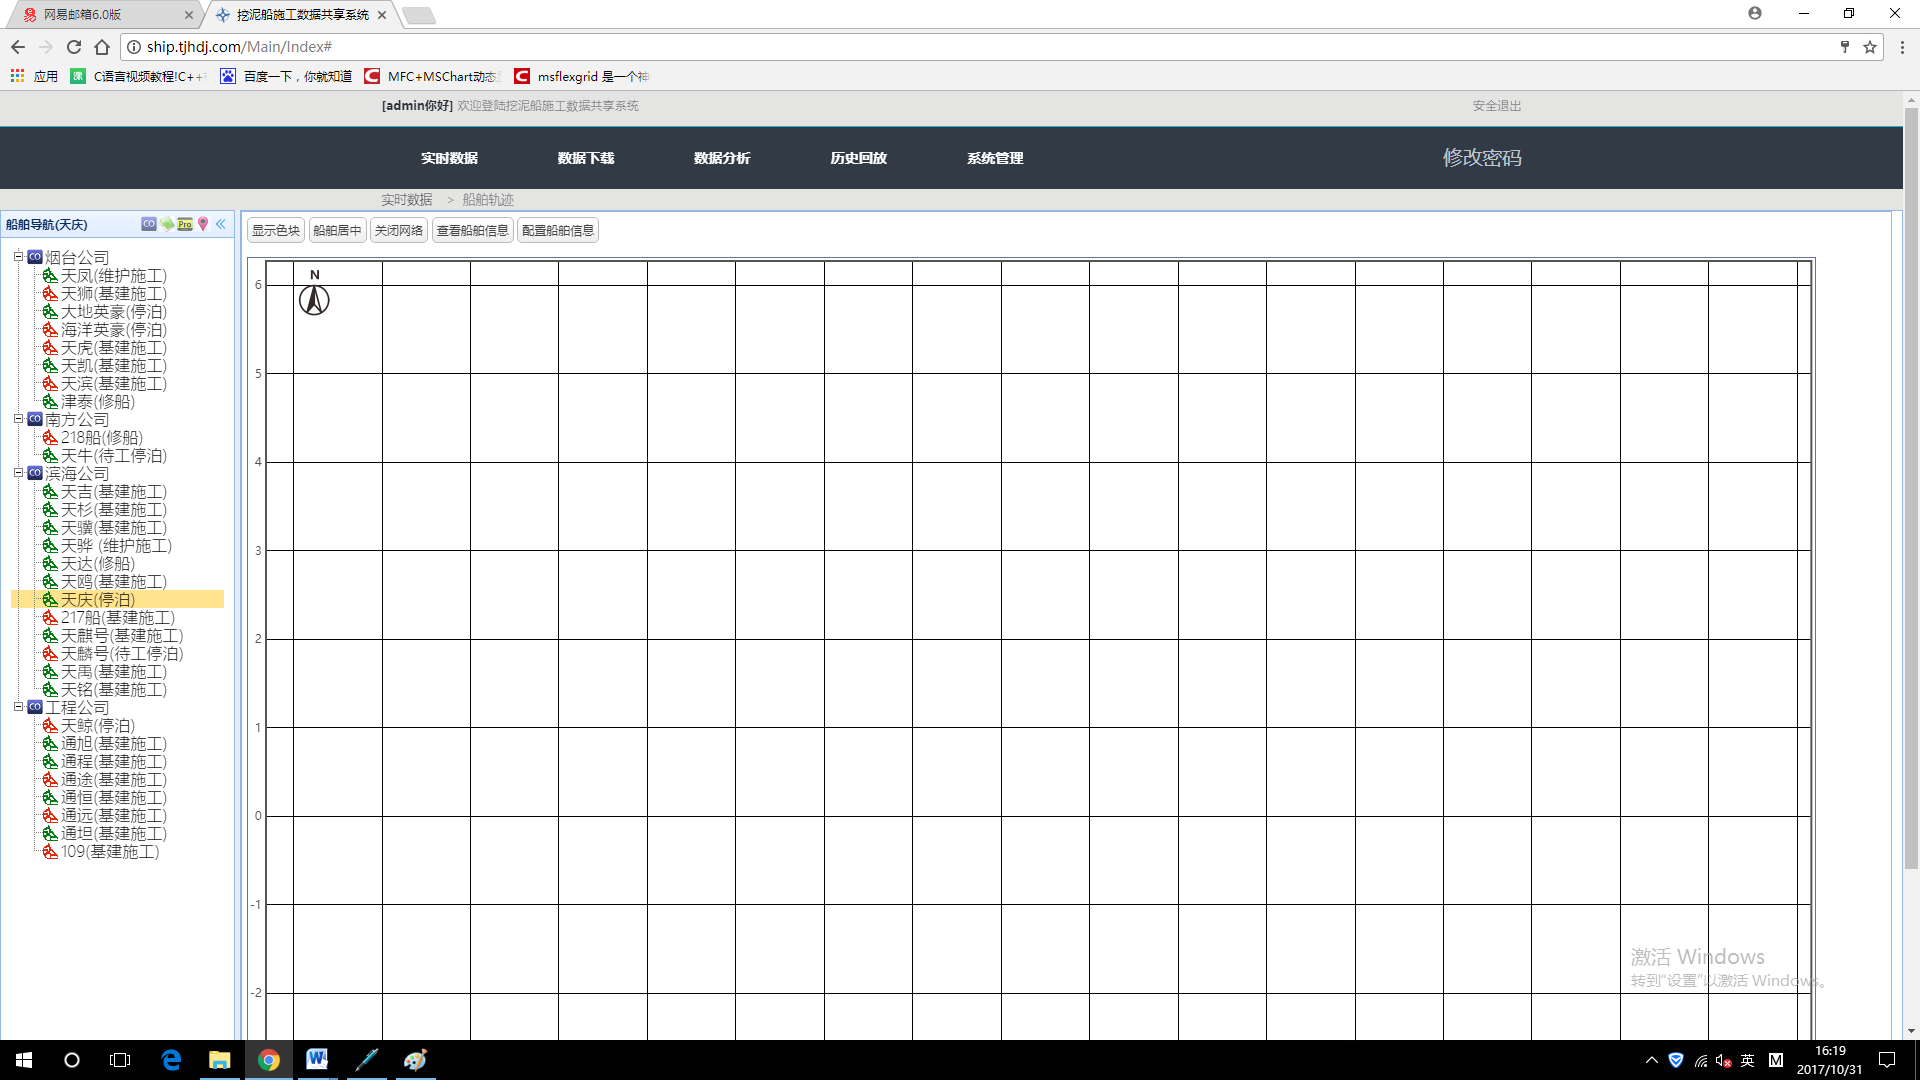 网易邮箱6.0版
挖泥船施工数据共享系统
ship.tjhdj.com/Main/Index#
应用
C语言视频教程!C++
百度一下，你就知道
MFC+MSChart动态
msflexgrid 是一个神
[admin你好] 欢迎登陆挖泥船施工数据共享系统
安全退出
实时数据
数据下载
数据分析
历史回放
系统管理
修改密码
实时数据 > 船舶轨迹
船舶导航(天庆)
CO
Pro
显示色块
船舶居中
关闭网络
查看船舶信息
配置船舶信息
CO 烟台公司
天凤(维护施工)
天狮(基建施工)
大地英豪(停泊)
海洋英豪(停泊)
天虎(基建施工)
天凯(基建施工)
天滨(基建施工)
津泰(修船)
CO 南方公司
218船(修船)
天牛(待工停泊)
CO 滨海公司
天吉(基建施工)
天杉(基建施工)
天骥(基建施工)
天骅 (维护施工)
天达(修船)
天鸥(基建施工)
天庆(停泊)
217船(基建施工)
天麒号(基建施工)
天麟号(待工停泊)
天禹(基建施工)
天铭(基建施工)
CO 工程公司
天鲸(停泊)
通旭(基建施工)
通程(基建施工)
通途(基建施工)
通恒(基建施工)
通远(基建施工)
通坦(基建施工)
109(基建施工)
N
6
5
4
3
2
1
0
-1
-2
激活 Windows
转到"设置"以激活 Windows。
英
M
16:19
2017/10/31